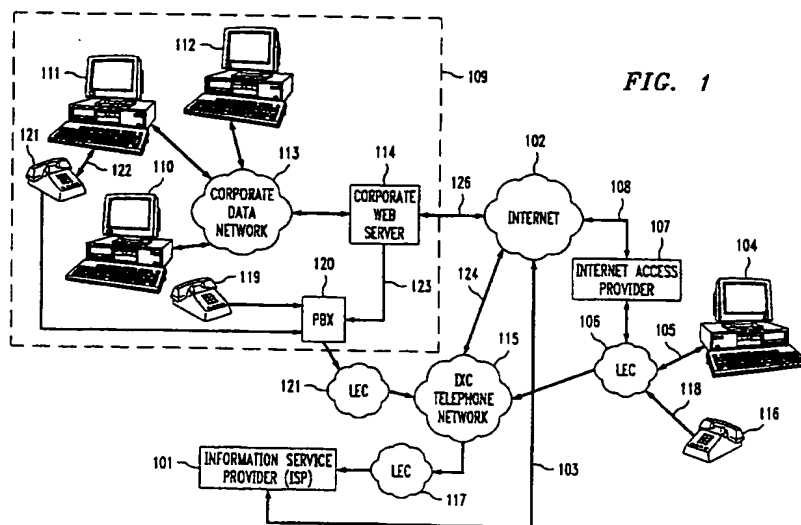 FIG. 1
112
111
109
121
122
113
114
102
110
CORPORATE
DATA
NETWORK
CORPORATE
WEB
SERVER
126
INTERNET
108
107
104
INTERNET ACCESS
PROVIDER
119
120
123
124
PBX
115
106
105
LEC
118
116
121
LEC
IXC
TELEPHONE
NETWORK
101
INFORMATION SERVICE
PROVIDER (ISP)
LEC
117
103